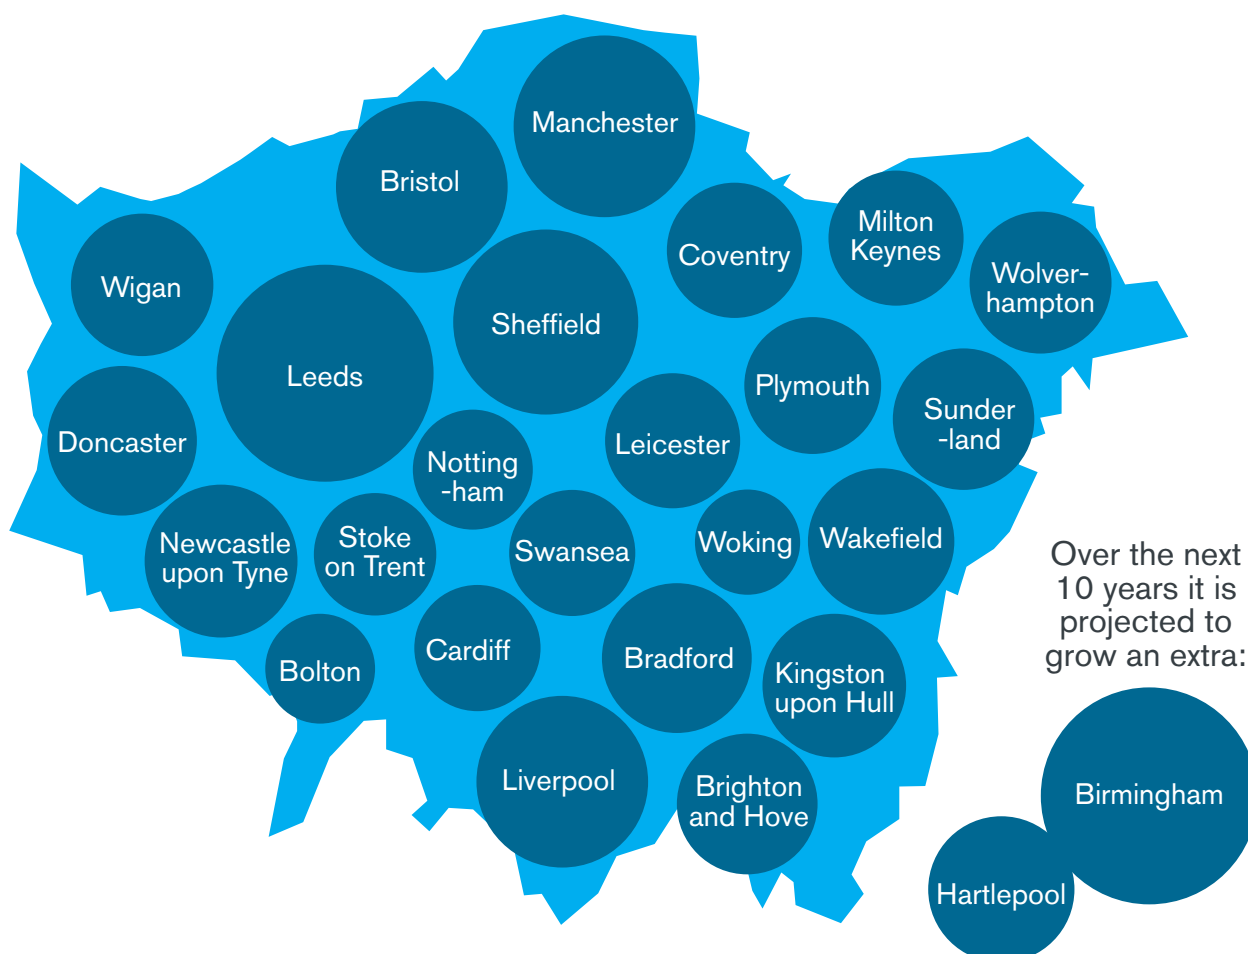 Manchester
Bristol
Milton
Keynes
Coventry
Wolver-
hampton
Wigan
Sheffield
Leeds
Plymouth
Sunder
-land
Doncaster
Leicester
Notting
-ham
Newcastle
upon Tyne
Stoke
on Trent
Swansea
Woking
Wakefield
Over the next
10 years it is
projected to
grow an extra:
Bolton
Cardiff
Bradford
Kingston
upon Hull
Liverpool
Brighton
and Hove
Birmingham
Hartlepool